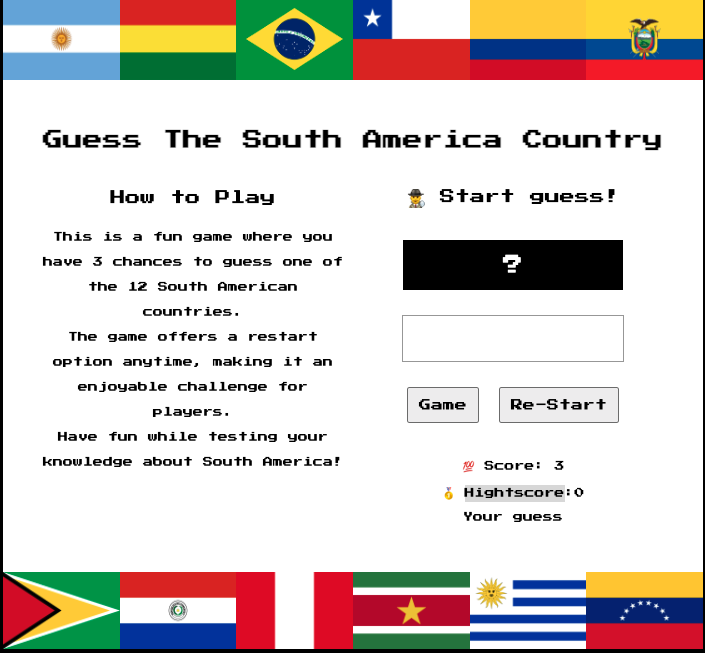 Guess The South America Country
How to Play
This is a fun game where you
have 3 chances to guess one of
the 12 South American
countries.
The game offers a restart
option anytime, making it an
enjoyable challenge for
players.
Have fun while testing your
knowledge about South America!
Start guess!
?
Game Re-Start
💯 Score: 3
Hightscore:0
Your guess